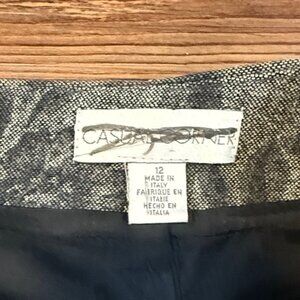 CASUAL CORNER
12
MADE IN
ITALY
FABRIQUE EN
ITALIE
HECHO EN
ITALIA